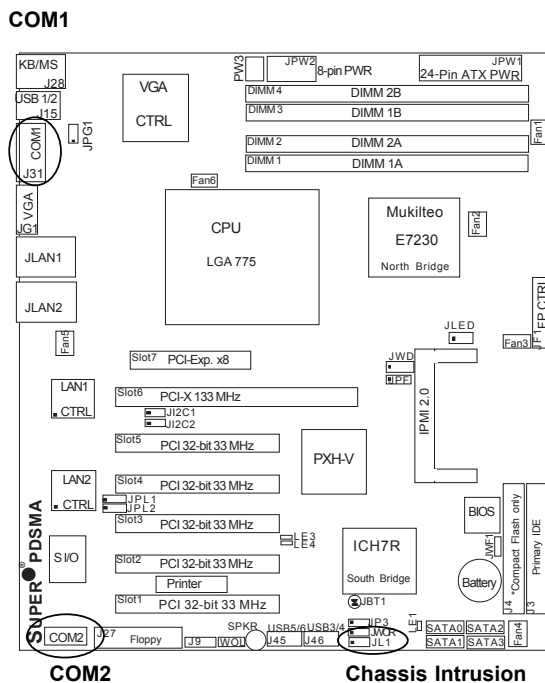 COM1
KB/MS
J28
USB 1/2
J15
COM1
J31
JPG1
VGA
JG1
JLAN1
JLAN2
Fan5
VGA
CTRL
PW3
JPW2
8-pin PWR
JPW1
24-Pin ATX PWR
DIMM 4 DIMM 2B
DIMM 3 DIMM 1B
DIMM 2 DIMM 2A
DIMM 1 DIMM 1A
Fan1
Fan6
CPU
LGA 775
Mukilteo
E7230
North Bridge
Fan2
JLED
Fan3
JF1
FP CTRL
JWD
JPF
IPMI 2.0
Slot7 PCI-Exp. x8
LAN1
CTRL
Slot6 PCI-X 133 MHz
JI2C1
JI2C2
Slot5 PCI 32-bit 33 MHz
PXH-V
LAN2
CTRL
Slot4 PCI 32-bit 33 MHz
JPL1
JPL2
Slot3 PCI 32-bit 33 MHz
LE3
LE4
BIOS
JWF1
J4 *Compact Flash only
J3 Primary IDE
SUPER® PDSMA
S I/O
Slot2 PCI 32-bit 33 MHz
Printer
ICH7R
South Bridge
Battery
Slot1 PCI 32-bit 33 MHz
JBT1
COM2
J27 Floppy
J9
WOL
SPKR
USB5/6
J45
USB3/4
J46
JP3
JWOR
JL1
LE1
SATA0 SATA2
SATA1 SATA3
Fan4
COM2
Chassis Intrusion